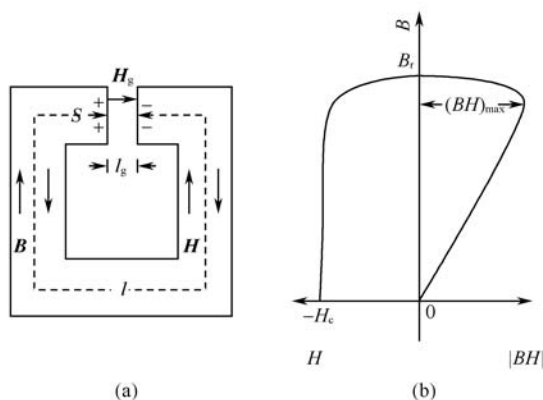 H_g
S + −
+ −
l_g
B H
l
(a)
B
B_r
(BH)_max
−H_c 0
H |BH|
(b)